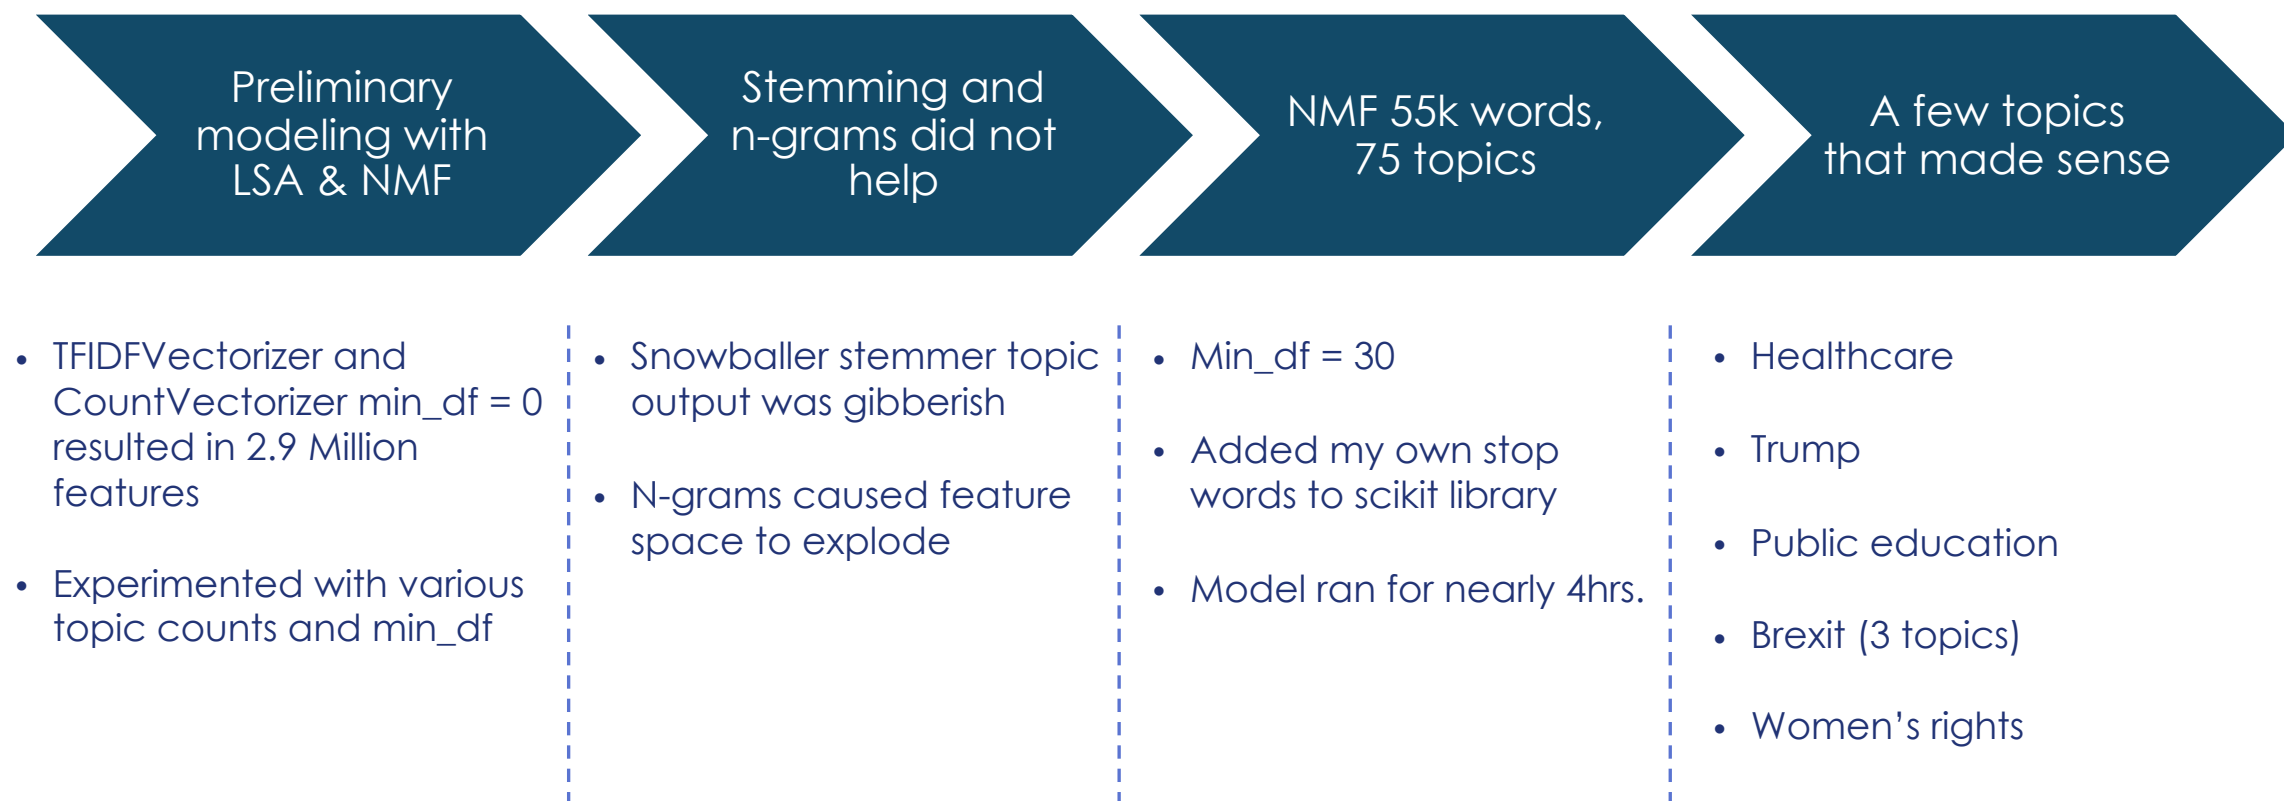 Preliminary
modeling with
LSA & NMF
Stemming and
n-grams did not
help
NMF 55k words,
75 topics
A few topics
that made sense
• TFIDFVectorizer and
CountVectorizer min_df = 0
resulted in 2.9 Million
features
• Experimented with various
topic counts and min_df
• Snowballer stemmer topic
output was gibberish
• N-grams caused feature
space to explode
• Min_df = 30
• Added my own stop
words to scikit library
• Model ran for nearly 4hrs.
• Healthcare
• Trump
• Public education
• Brexit (3 topics)
• Women’s rights